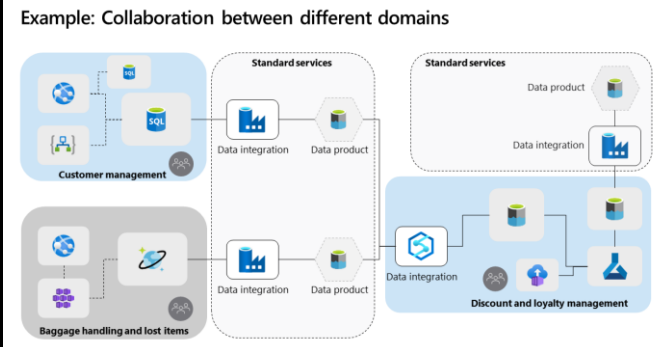 Example: Collaboration between different domains
Standard services
Standard services
SQL
SQL
Data product
Data integration
Data integration
Data product
Customer management
Data integration
Data integration
Data product
Discount and loyalty management
Baggage handling and lost items